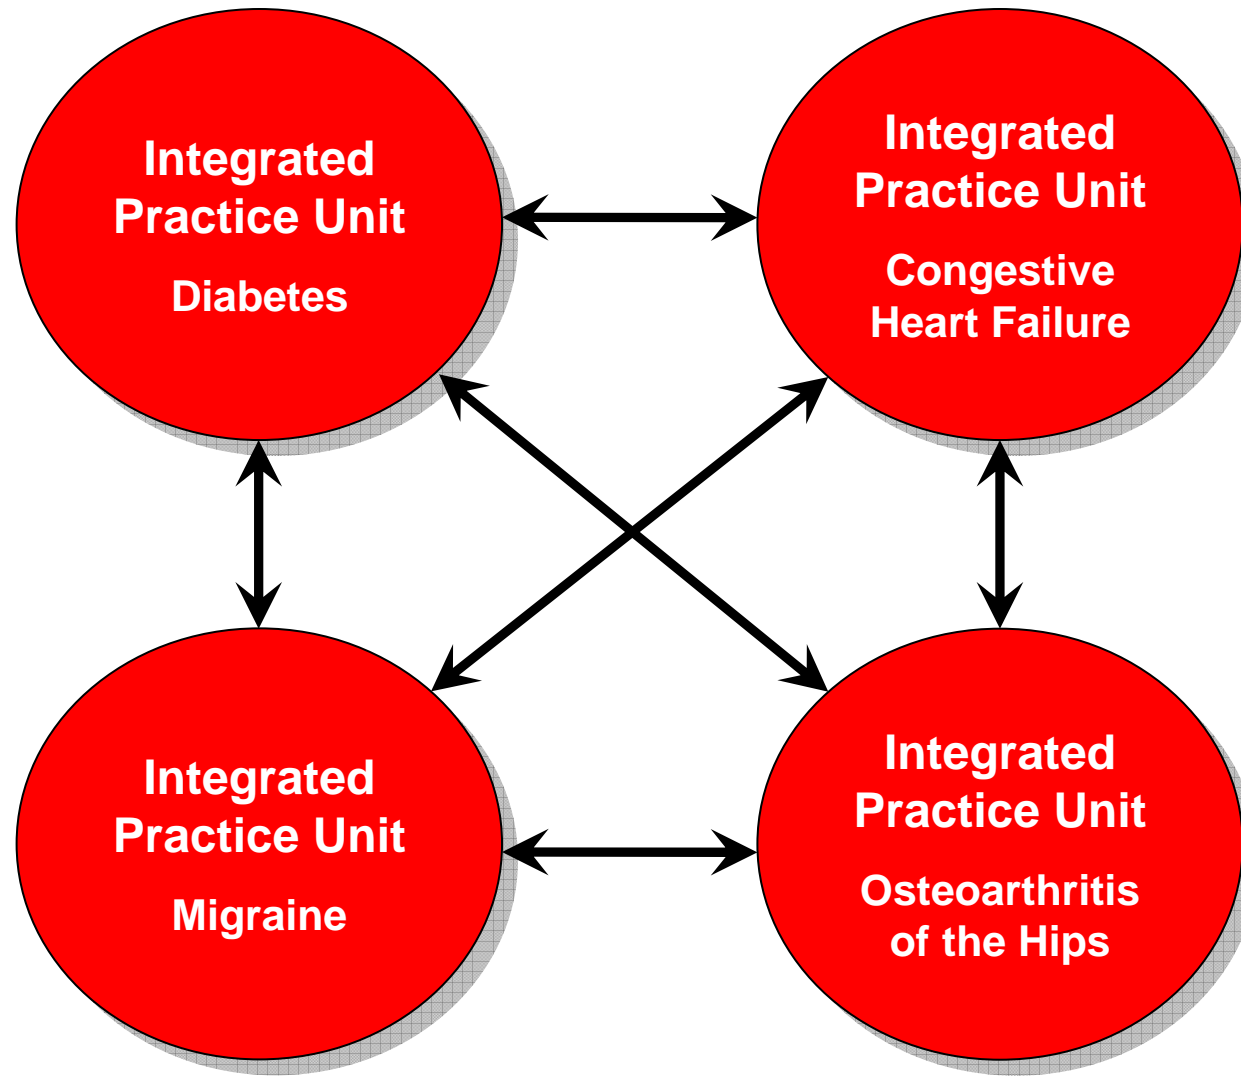 Integrated
Practice Unit
Diabetes
Integrated
Practice Unit
Congestive
Heart Failure
Integrated
Practice Unit
Migraine
Integrated
Practice Unit
Osteoarthritis
of the Hips